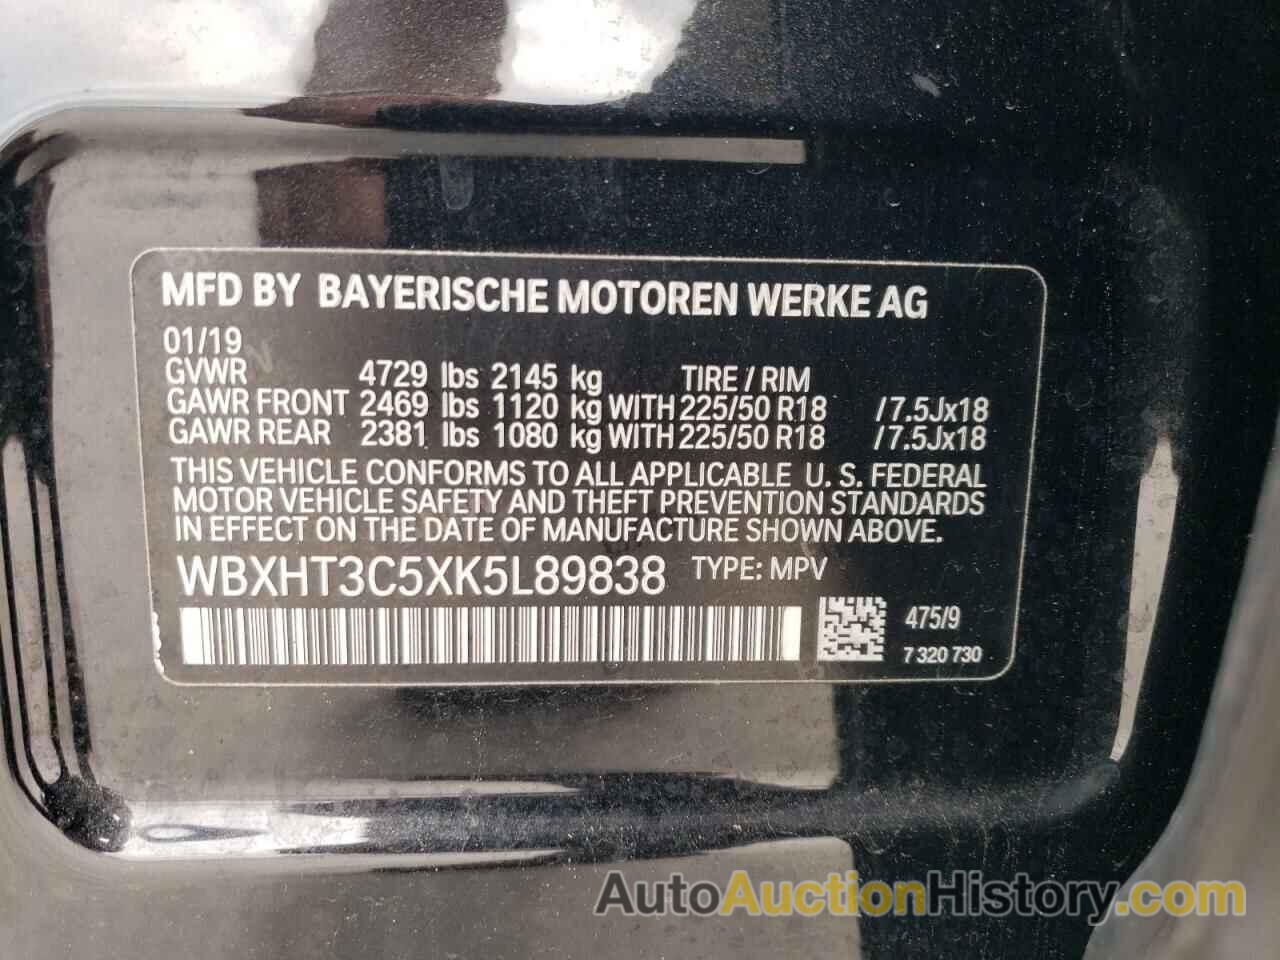 MFD BY BAYERISCHE MOTOREN WERKE AG
01/19
GVWR 4729 lbs 2145 kg TIRE / RIM
GAWR FRONT 2469 lbs 1120 kg WITH 225/50 R18 / 7.5Jx18
GAWR REAR 2381 lbs 1080 kg WITH 225/50 R18 / 7.5Jx18
THIS VEHICLE CONFORMS TO ALL APPLICABLE U. S. FEDERAL
MOTOR VEHICLE SAFETY AND THEFT PREVENTION STANDARDS
IN EFFECT ON THE DATE OF MANUFACTURE SHOWN ABOVE.
WBXHT3C5XK5L89838 TYPE: MPV
475/9
7 320 730
AutoAuctionHistory.com